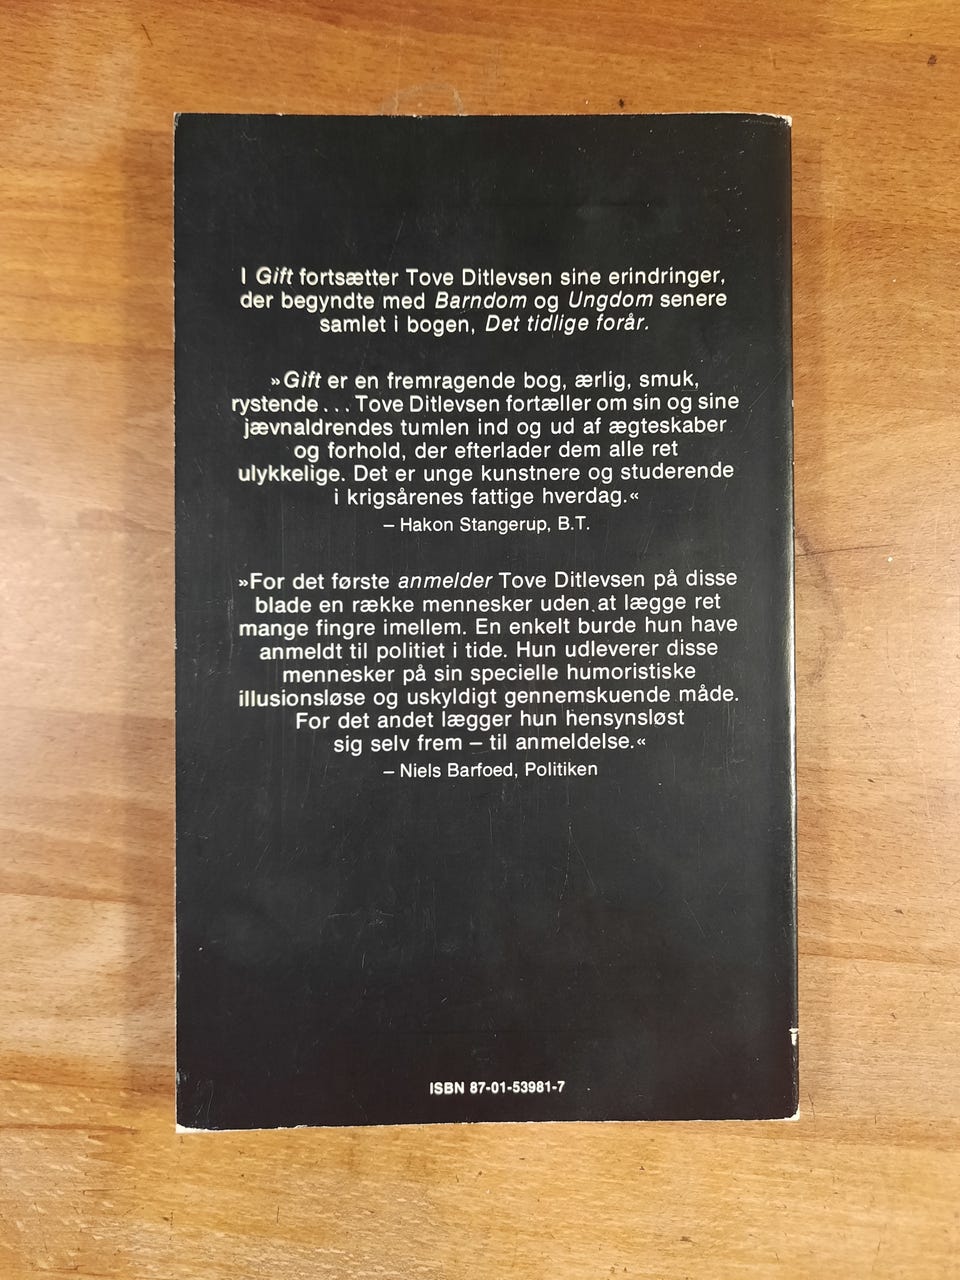 I Gift fortsætter Tove Ditlevsen sine erindringer,
der begyndte med Barndom og Ungdom senere
samlet i bogen, Det tidlige forår.
»Gift er en fremragende bog, ærlig, smuk,
rystende... Tove Ditlevsen fortæller om sin og sine
jævnaldrendes tumlen ind og ud af ægteskaber
og forhold, der efterlader dem alle ret
ulykkelige. Det er unge kunstnere og studerende
i krigsårenes fattige hverdag.«
– Hakon Stangerup, B.T.
»For det første anmelder Tove Ditlevsen på disse
blade en række mennesker uden at lægge ret
mange fingre imellem. En enkelt burde hun have
anmeldt til politiet i tide. Hun udleverer disse
mennesker på sin specielle humoristiske
illusionsløse og uskyldigt gennemskuende måde.
For det andet lægger hun hensynsløst
sig selv frem – til anmeldelse.«
– Niels Barfoed, Politiken
ISBN 87-01-53981-7